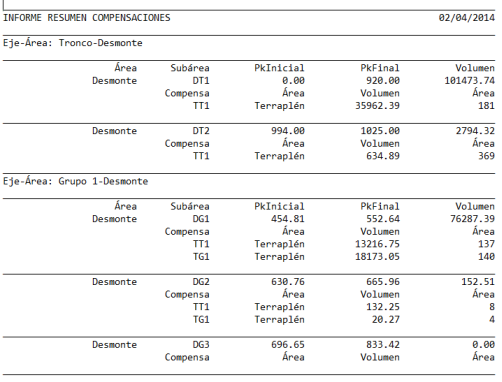 INFORME RESUMEN COMPENSACIONES 02/04/2014
Eje-Área: Tronco-Desmonte
Área Subárea PkInicial PkFinal Volumen
Desmonte DT1 0.00 920.00 101473.74
Compensa Área Volumen Área
TT1 Terraplén 35962.39 181
Desmonte DT2 994.00 1025.00 2794.32
Compensa Área Volumen Área
TT1 Terraplén 634.89 369
Eje-Área: Grupo 1-Desmonte
Área Subárea PkInicial PkFinal Volumen
Desmonte DG1 454.81 552.64 76287.39
Compensa Área Volumen Área
TT1 Terraplén 13216.75 137
TG1 Terraplén 18173.05 140
Desmonte DG2 630.76 665.96 152.51
Compensa Área Volumen Área
TT1 Terraplén 132.25 8
TG1 Terraplén 20.27 4
Desmonte DG3 696.65 833.42 0.00
Compensa Área Volumen Área